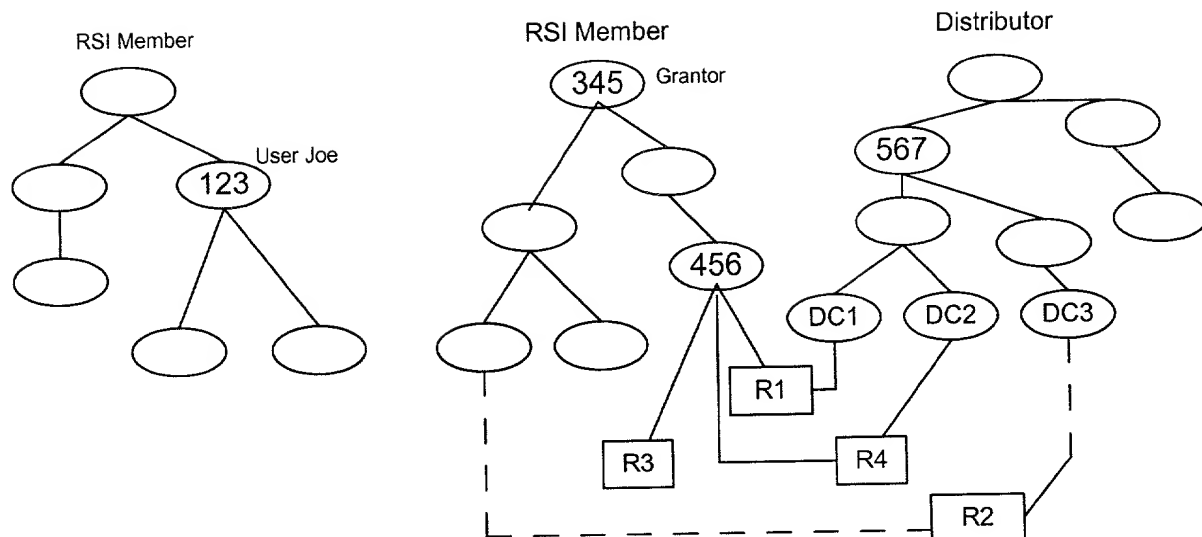 RSI Member
RSI Member
Distributor
345
Grantor
User Joe
123
567
456
DC1
DC2
DC3
R1
R3
R4
R2